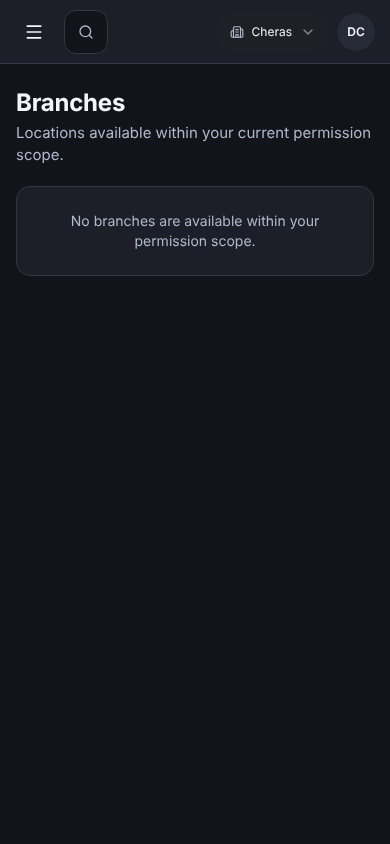 Cheras
DC
Branches
Locations available within your current permission
scope.
No branches are available within your
permission scope.